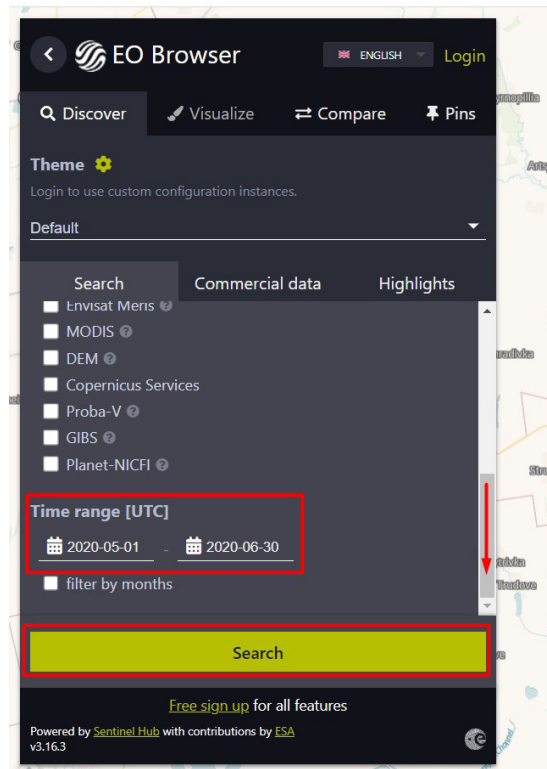 EO Browser
ENGLISH
Login
Discover
Visualize
Compare
Pins
Theme
Login to use custom configuration instances.
Default
Search
Commercial data
Highlights
Envisat Meris
MODIS
DEM
Copernicus Services
Proba-V
GIBS
Planet-NICFI
Time range [UTC]
2020-05-01 - 2020-06-30
filter by months
Search
Free sign up for all features
Powered by Sentinel Hub with contributions by ESA
v3.16.3